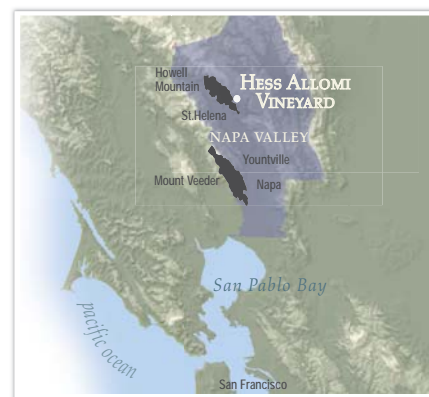 Howell
Mountain
HESS ALLOMI
VINEYARD
St.Helena
NAPA VALLEY
Yountville
Mount Veeder
Napa
San Pablo Bay
pacific ocean
San Francisco